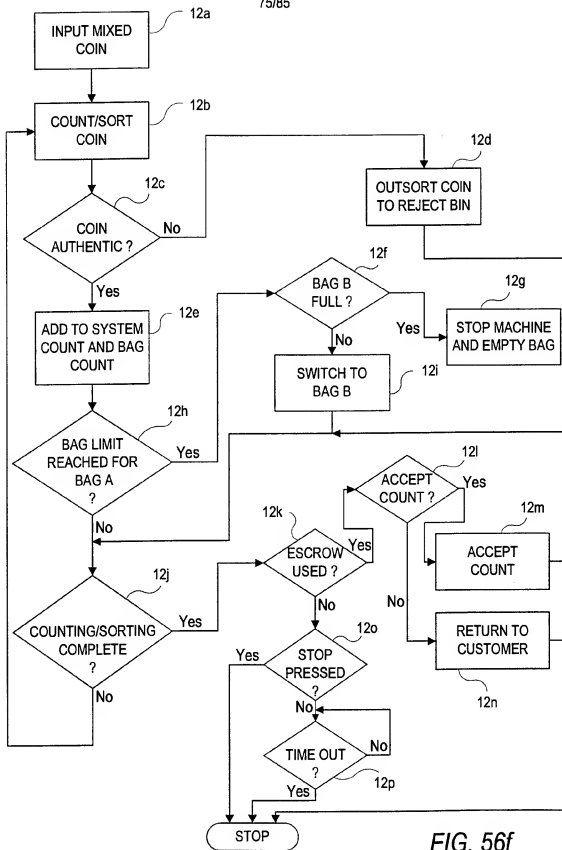 75/85
12a
INPUT MIXED
COIN
12b
COUNT/SORT
COIN
12c
COIN
AUTHENTIC ?
No
Yes
12d
OUTSORT COIN
TO REJECT BIN
12e
ADD TO SYSTEM
COUNT AND BAG
COUNT
12f
BAG B
FULL ?
Yes
No
12g
STOP MACHINE
AND EMPTY BAG
12i
SWITCH TO
BAG B
12h
BAG LIMIT
REACHED FOR
BAG A
?
Yes
No
12j
COUNTING/SORTING
COMPLETE
?
Yes
No
12k
ESCROW
USED ?
Yes
No
12l
ACCEPT
COUNT ?
Yes
No
12m
ACCEPT
COUNT
RETURN TO
CUSTOMER
12n
12o
STOP
PRESSED
?
Yes
No
TIME OUT
?
No
Yes
12p
STOP
FIG. 56f